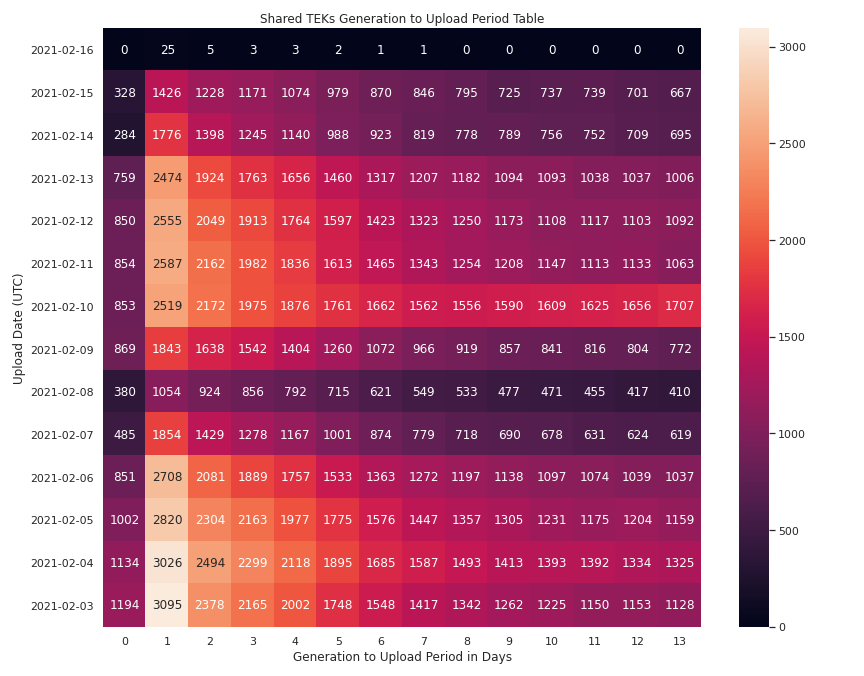 Shared TEKs Generation to Upload Period Table
2021-02-16 0 25 5 3 3 2 1 1 0 0 0 0 0 0
2021-02-15 328 1426 1228 1171 1074 979 870 846 795 725 737 739 701 667
2021-02-14 284 1776 1398 1245 1140 988 923 819 778 789 756 752 709 695
2021-02-13 759 2474 1924 1763 1656 1460 1317 1207 1182 1094 1093 1038 1037 1006
2021-02-12 850 2555 2049 1913 1764 1597 1423 1323 1250 1173 1108 1117 1103 1092
2021-02-11 854 2587 2162 1982 1836 1613 1465 1343 1254 1208 1147 1113 1133 1063
2021-02-10 853 2519 2172 1975 1876 1761 1662 1562 1556 1590 1609 1625 1656 1707
2021-02-09 869 1843 1638 1542 1404 1260 1072 966 919 857 841 816 804 772
2021-02-08 380 1054 924 856 792 715 621 549 533 477 471 455 417 410
2021-02-07 485 1854 1429 1278 1167 1001 874 779 718 690 678 631 624 619
2021-02-06 851 2708 2081 1889 1757 1533 1363 1272 1197 1138 1097 1074 1039 1037
2021-02-05 1002 2820 2304 2163 1977 1775 1576 1447 1357 1305 1231 1175 1204 1159
2021-02-04 1134 3026 2494 2299 2118 1895 1685 1587 1493 1413 1393 1392 1334 1325
2021-02-03 1194 3095 2378 2165 2002 1748 1548 1417 1342 1262 1225 1150 1153 1128
0 1 2 3 4 5 6 7 8 9 10 11 12 13
Generation to Upload Period in Days
Upload Date (UTC)
3000
2500
2000
1500
1000
500
0